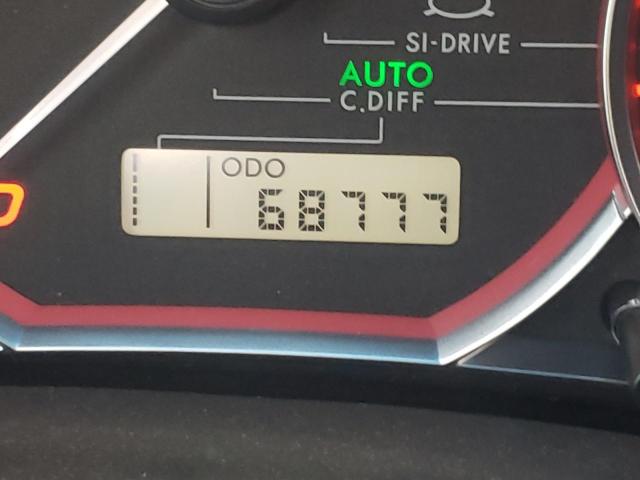 SI-DRIVE
AUTO
C.DIFF
ODO
68777